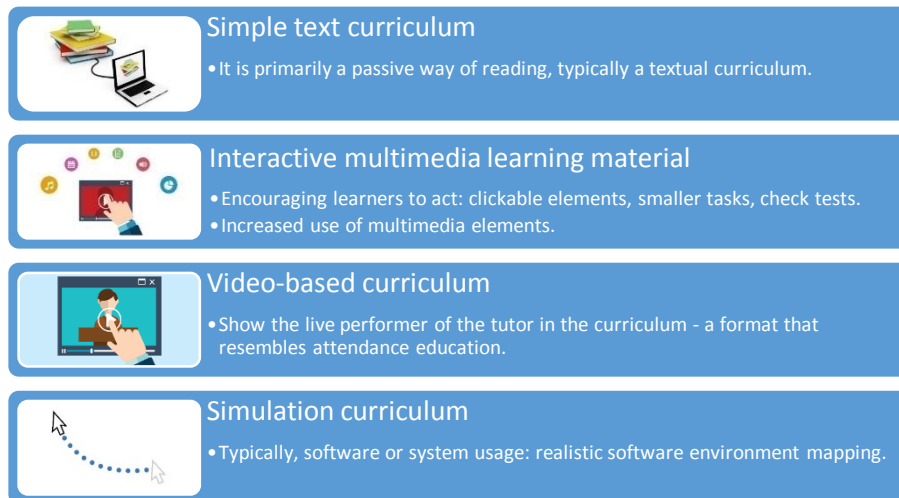 Simple text curriculum
•It is primarily a passive way of reading, typically a textual curriculum.
Interactive multimedia learning material
•Encouraging learners to act: clickable elements, smaller tasks, check tests.
•Increased use of multimedia elements.
Video-based curriculum
•Show the live performer of the tutor in the curriculum - a format that
resembles attendance education.
Simulation curriculum
•Typically, software or system usage: realistic software environment mapping.